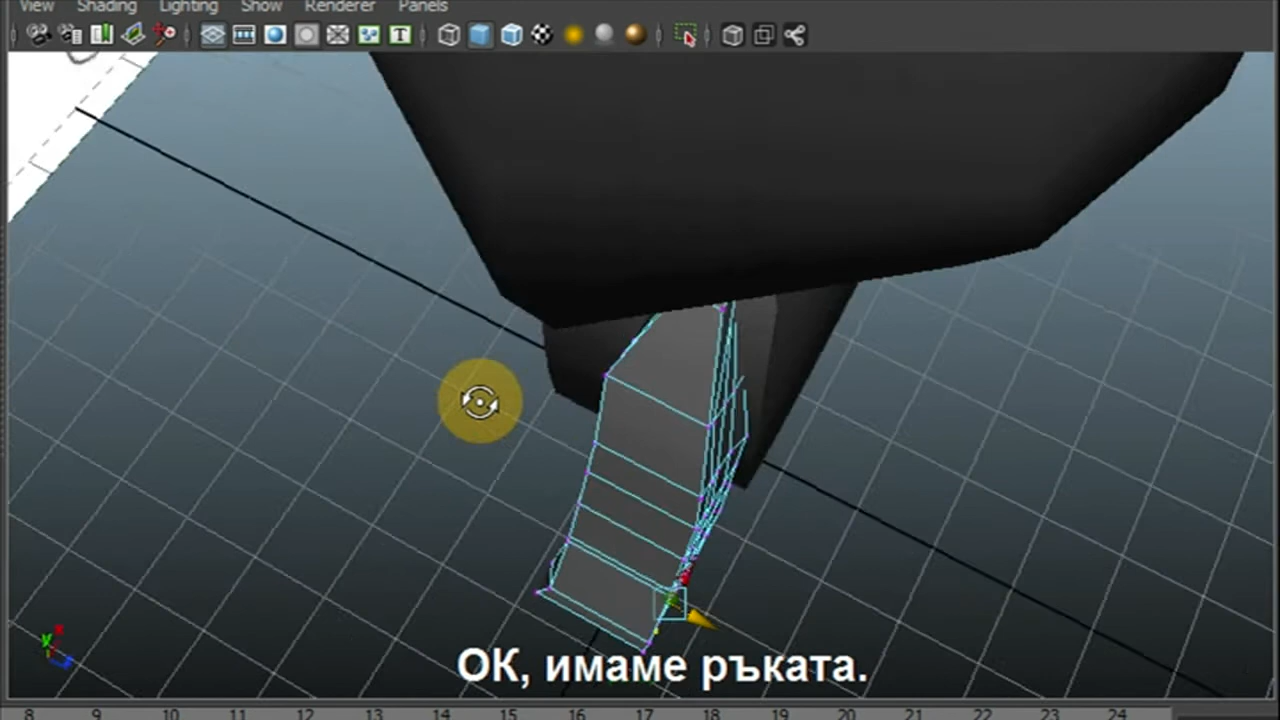 View Shading Lighting Show Renderer Panels
T
ОК, имаме ръката.
8 9 10 11 12 13 14 15 16 17 18 19 20 21 22 23 24